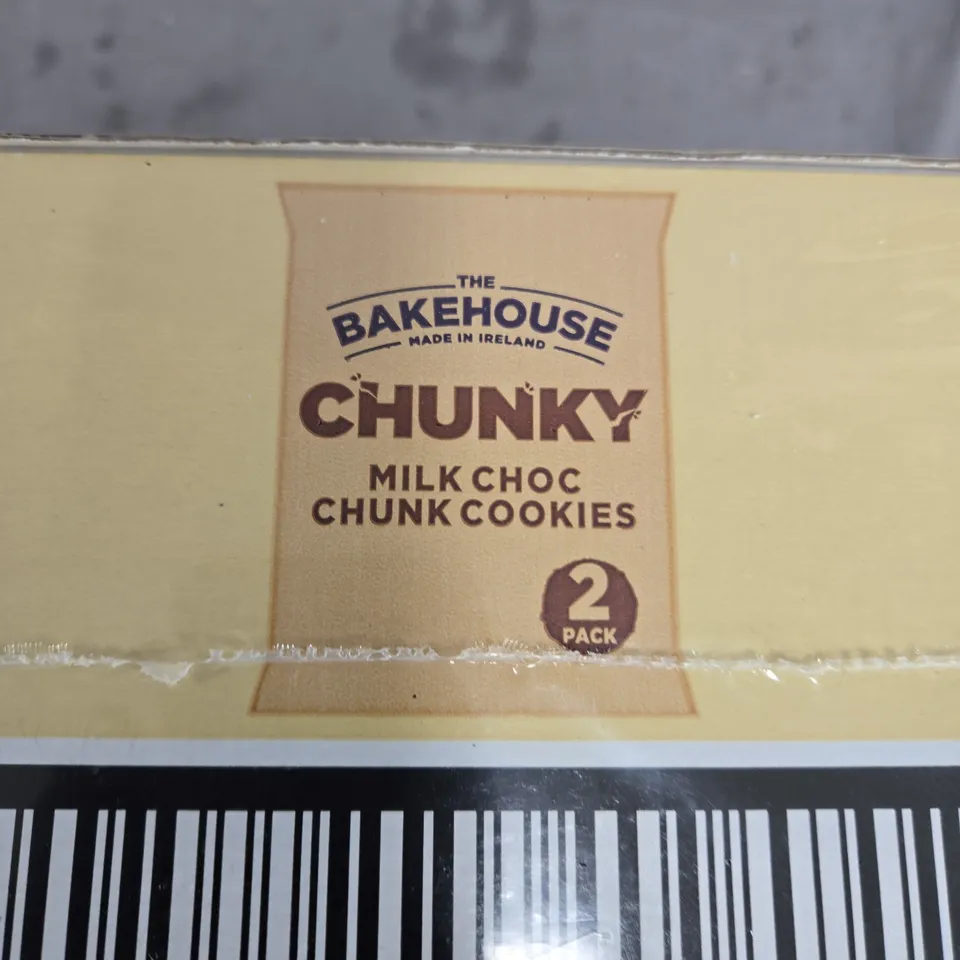 THE
BAKEHOUSE
MADE IN IRELAND
CHUNKY
MILK CHOC
CHUNK COOKIES
2
PACK